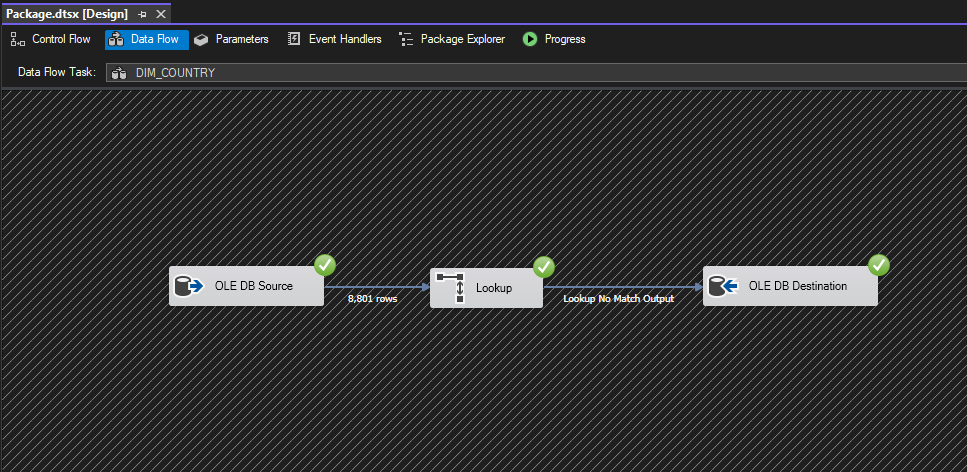 Package.dtsx [Design]
Control Flow Data Flow Parameters Event Handlers Package Explorer Progress
Data Flow Task: DIM_COUNTRY
OLE DB Source Lookup OLE DB Destination
8,801 rows Lookup No Match Output